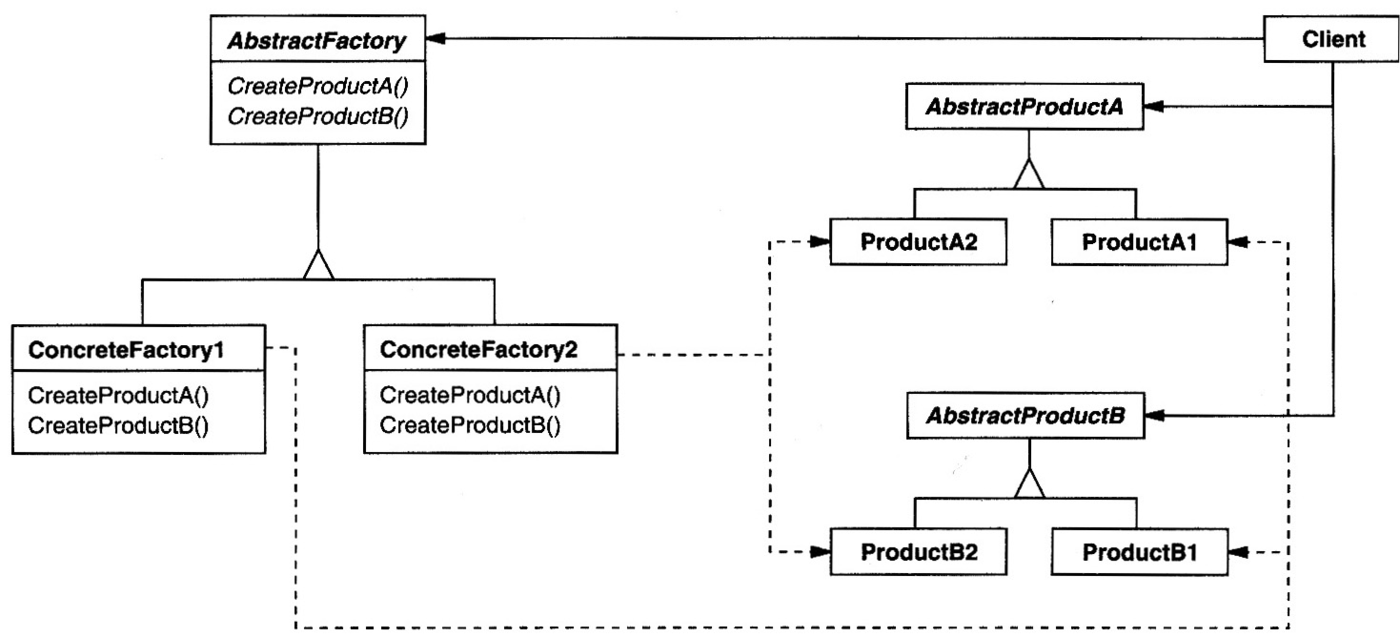 AbstractFactory
CreateProductA()
CreateProductB()
Client
AbstractProductA
ProductA2
ProductA1
ConcreteFactory1
CreateProductA()
CreateProductB()
ConcreteFactory2
CreateProductA()
CreateProductB()
AbstractProductB
ProductB2
ProductB1